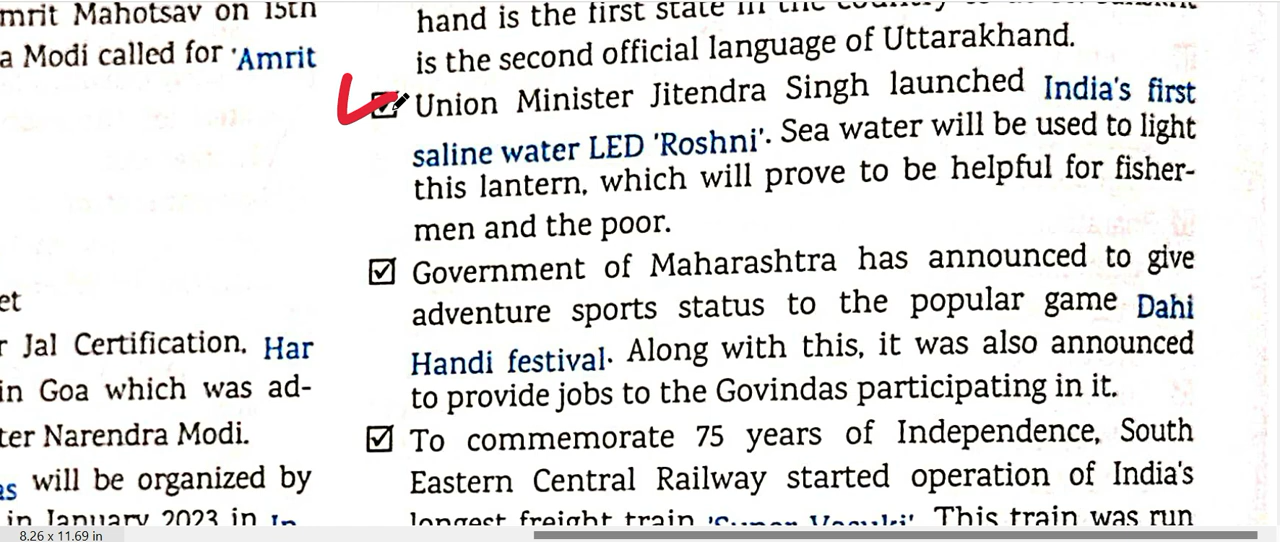 mrit Mahotsav on 15th
a Modi called for 'Amrit
et
r Jal Certification. Har
in Goa which was ad-
ter Narendra Modi.
as will be organized by
in January 2023 in In
hand is the first state in the country
is the second official language of Uttarakhand.
Union Minister Jitendra Singh launched India's first
saline water LED 'Roshni'. Sea water will be used to light
this lantern, which will prove to be helpful for fisher-
men and the poor.
Government of Maharashtra has announced to give
adventure sports status to the popular game Dahi
Handi festival. Along with this, it was also announced
to provide jobs to the Govindas participating in it.
To commemorate 75 years of Independence, South
Eastern Central Railway started operation of India's
longest freight train 'Super Vasuki'. This train was run
8.26 x 11.69 in